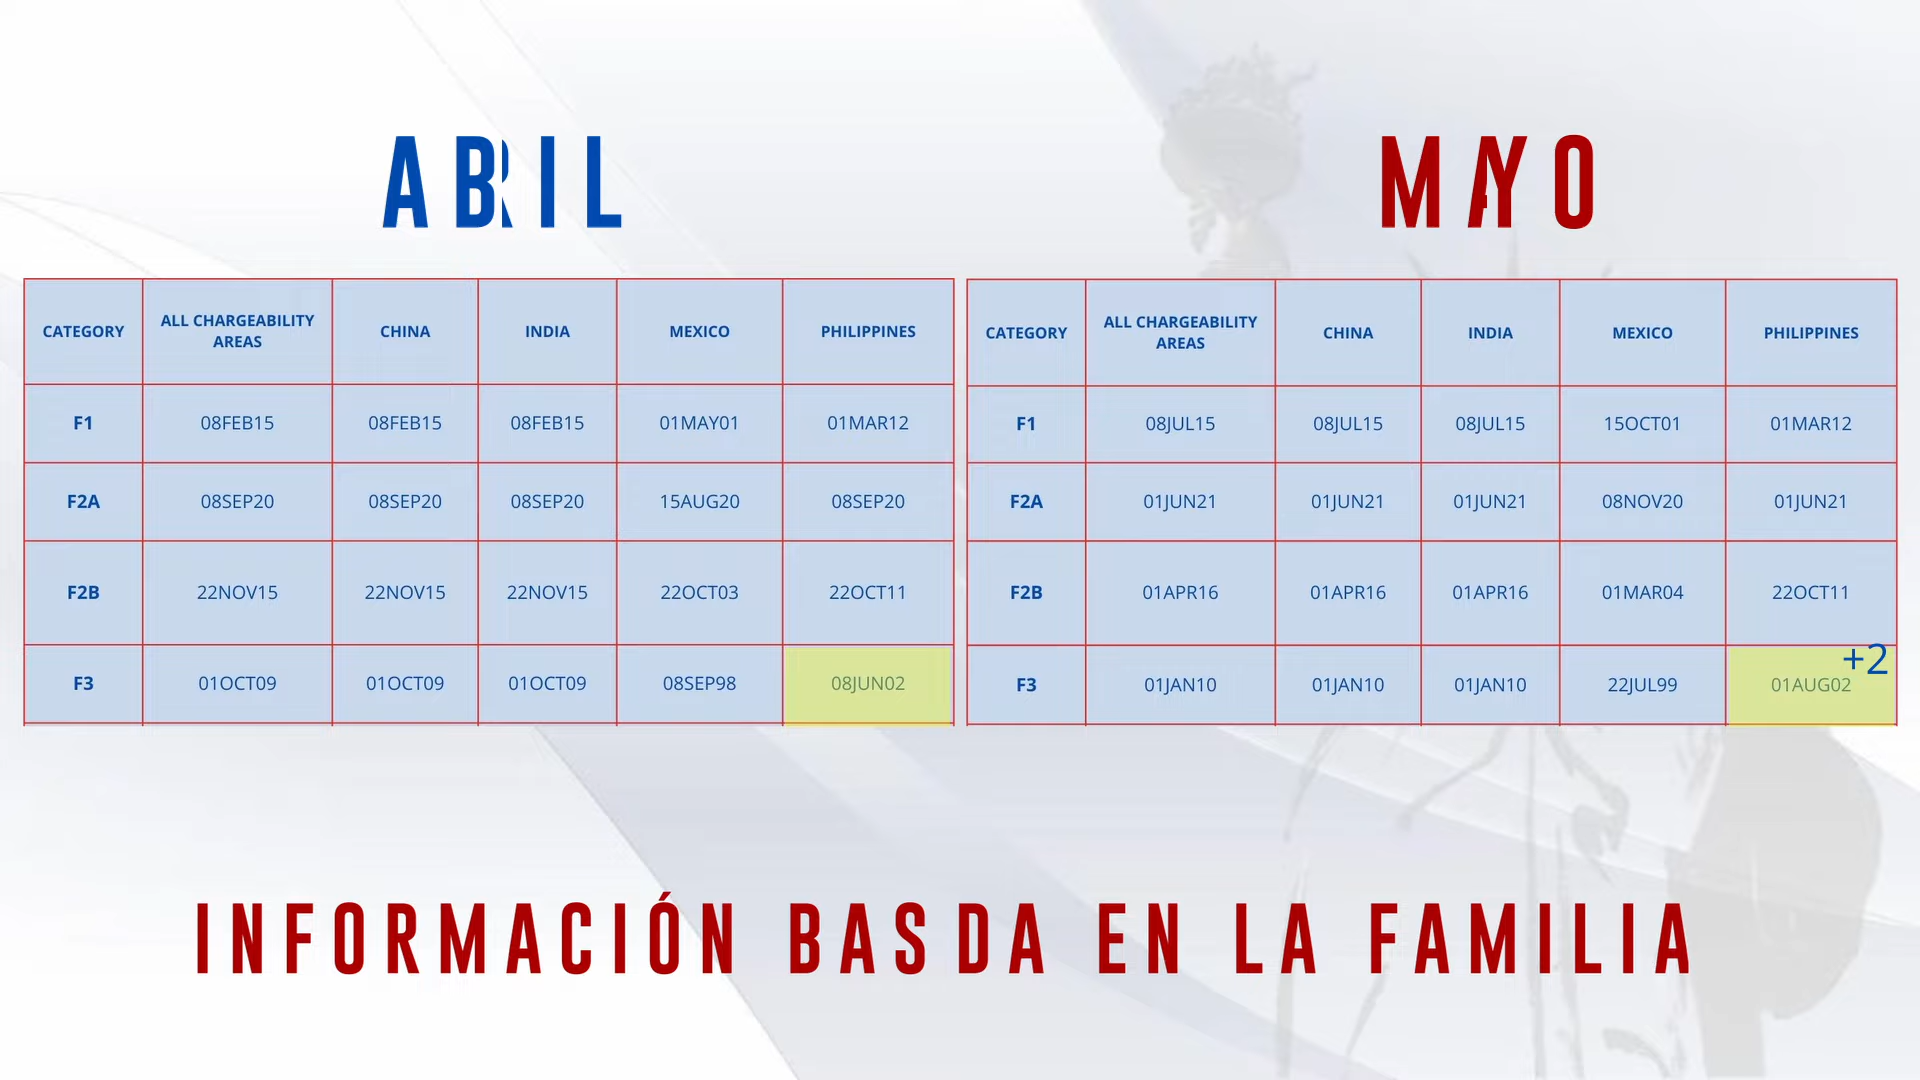 ABRIL
MAYO
CATEGORY ALL CHARGEABILITY AREAS CHINA INDIA MEXICO PHILIPPINES
F1 08FEB15 08FEB15 08FEB15 01MAY01 01MAR12
F2A 08SEP20 08SEP20 08SEP20 15AUG20 08SEP20
F2B 22NOV15 22NOV15 22NOV15 22OCT03 22OCT11
F3 01OCT09 01OCT09 01OCT09 08SEP98 08JUN02
CATEGORY ALL CHARGEABILITY AREAS CHINA INDIA MEXICO PHILIPPINES
F1 08JUL15 08JUL15 08JUL15 15OCT01 01MAR12
F2A 01JUN21 01JUN21 01JUN21 08NOV20 01JUN21
F2B 01APR16 01APR16 01APR16 01MAR04 22OCT11
F3 01JAN10 01JAN10 01JAN10 22JUL99 01AUG02 +2
INFORMACIÓN BASDA EN LA FAMILIA